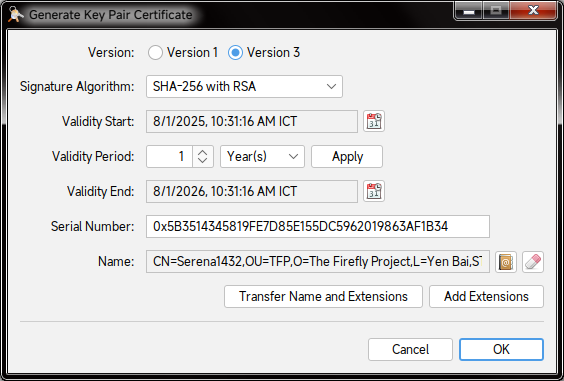 Generate Key Pair Certificate
Version: Version 1 Version 3
Signature Algorithm: SHA-256 with RSA
Validity Start: 8/1/2025, 10:31:16 AM ICT
Validity Period: 1 Year(s) Apply
Validity End: 8/1/2026, 10:31:16 AM ICT
Serial Number: 0x5B3514345819FE7D85E155DC5962019863AF1B34
Name: CN=Serena1432,OU=TFP,O=The Firefly Project,L=Yen Bai,ST
Transfer Name and Extensions Add Extensions
Cancel OK